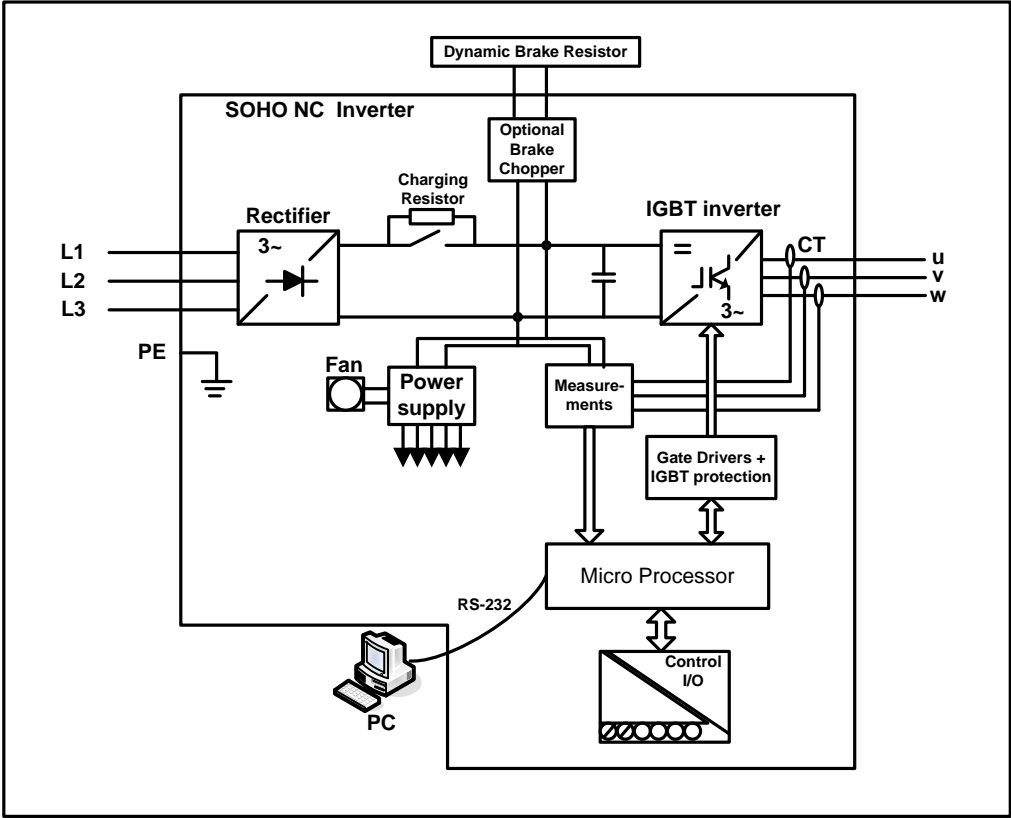 Dynamic Brake Resistor
SOHO NC Inverter
Optional
Brake
Chopper
Charging
Resistor
Rectifier
IGBT inverter
3~
=
3~
CT
L1
L2
L3
u
v
w
PE
Fan
Power
supply
Measure-
ments
Gate Drivers +
IGBT protection
Micro Processor
RS-232
PC
Control
I/O